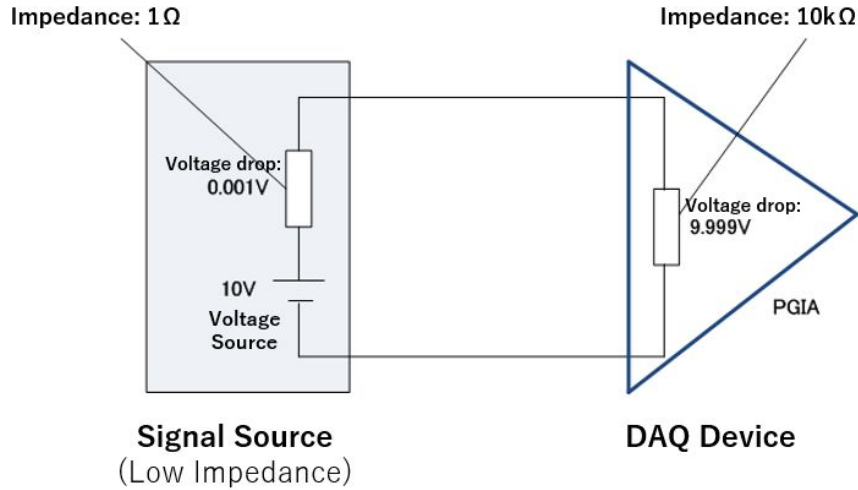 Impedance: 1Ω
Impedance: 10kΩ
Voltage drop:
0.001V
Voltage drop:
9.999V
10V
Voltage
Source
PGIA
Signal Source
(Low Impedance)
DAQ Device